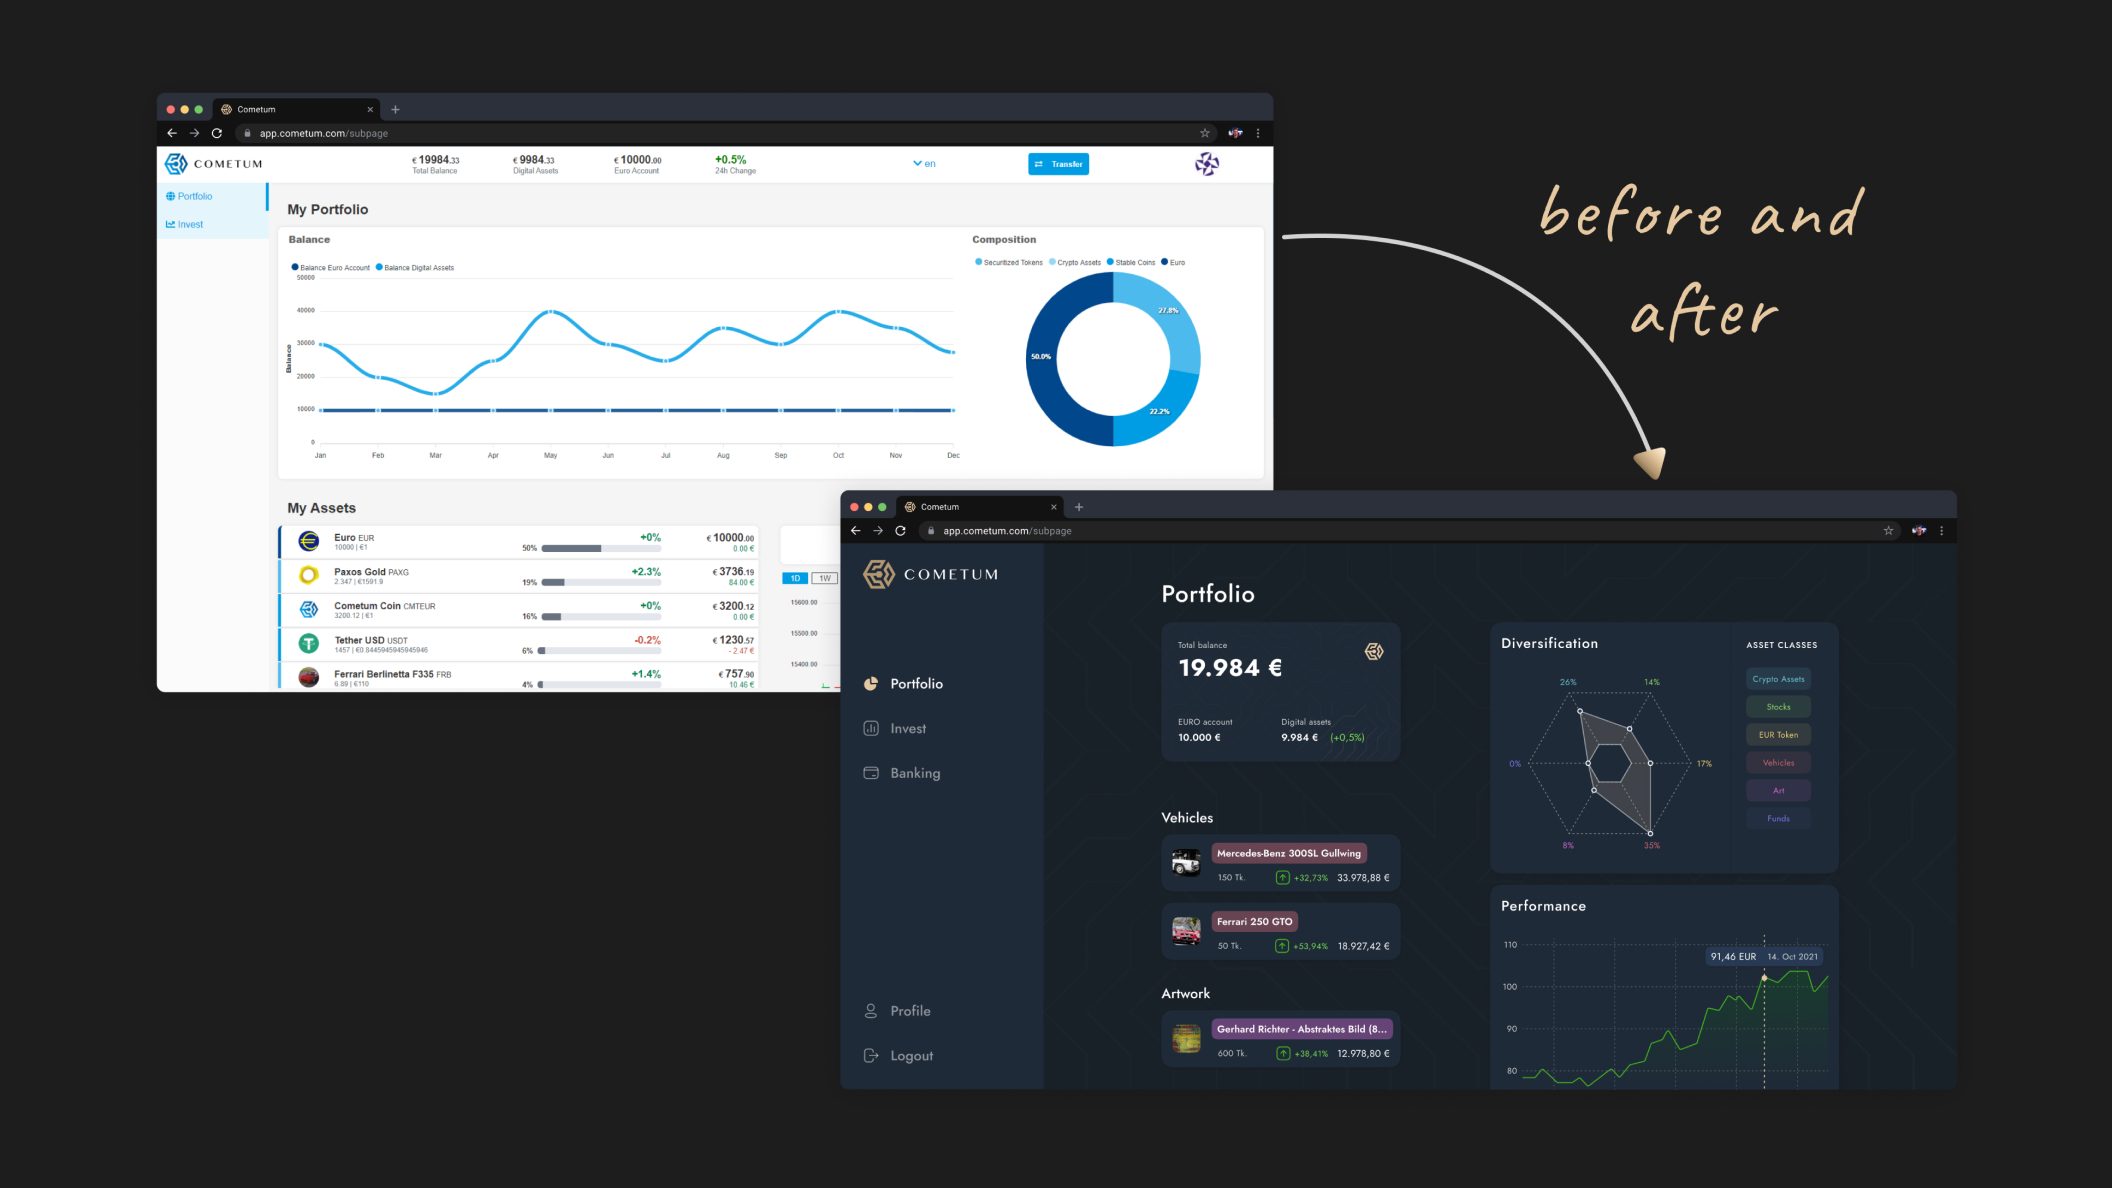 before and
after
Cometum
app.cometum.com/subpage
COMETUM
€ 19984.33
Total Balance
€ 9984.33
Digital Assets
€ 10000.00
Euro Account
+0.5%
24h Change
en
Transfer
Portfolio
Invest
My Portfolio
Balance
Balance Euro Account Balance Digital Assets
50000
40000
30000
20000
10000
0
Balance
Jan Feb Mar Apr May Jun Jul Aug Sep Oct Nov Dec
Composition
Securitized Tokens Crypto Assets Stable Coins Euro
27.8%
50.0%
22.2%
My Assets
Euro EUR
10000 | €1
50%
+0%
€ 10000.00
0.00 €
Paxos Gold PAXG
2.347 | €1591.9
19%
+2.3%
€ 3736.19
84.00 €
Cometum Coin CMTEUR
3200.12 | €1
16%
+0%
€ 3200.12
0.00 €
Tether USD USDT
1457 | €0.8445945945945946
6%
-0.2%
€ 1230.57
- 2.47 €
Ferrari Berlinetta F335 FRB
6.89 | €110
4%
+1.4%
€ 757.90
10.46 €
1D 1W
15600.00
15500.00
15400.00
Cometum
app.cometum.com/subpage
COMETUM
Portfolio
Invest
Banking
Profile
Logout
Portfolio
Total balance
19.984 €
EURO account
10.000 €
Digital assets
9.984 € (+0,5%)
Vehicles
Mercedes-Benz 300SL Gullwing
150 Tk. +32,73% 33.978,88 €
Ferrari 250 GTO
50 Tk. +53,94% 18.927,42 €
Artwork
Gerhard Richter - Abstraktes Bild (8...
600 Tk. +38,41% 12.978,80 €
Diversification
26% 14%
0% 17%
8% 35%
ASSET CLASSES
Crypto Assets
Stocks
EUR Token
Vehicles
Art
Funds
Performance
110
100
90
80
91,46 EUR 14. Oct 2021